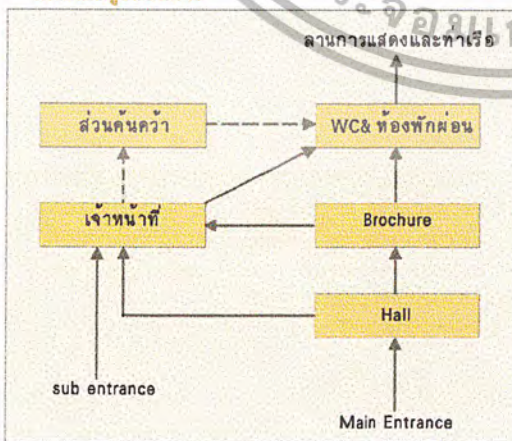 ลานการแสดงและท่าเรือ
ส่วนค้นคว้า
WC& ห้องพักผ่อน
เจ้าหน้าที่
Brochure
Hall
sub entrance
Main Entrance